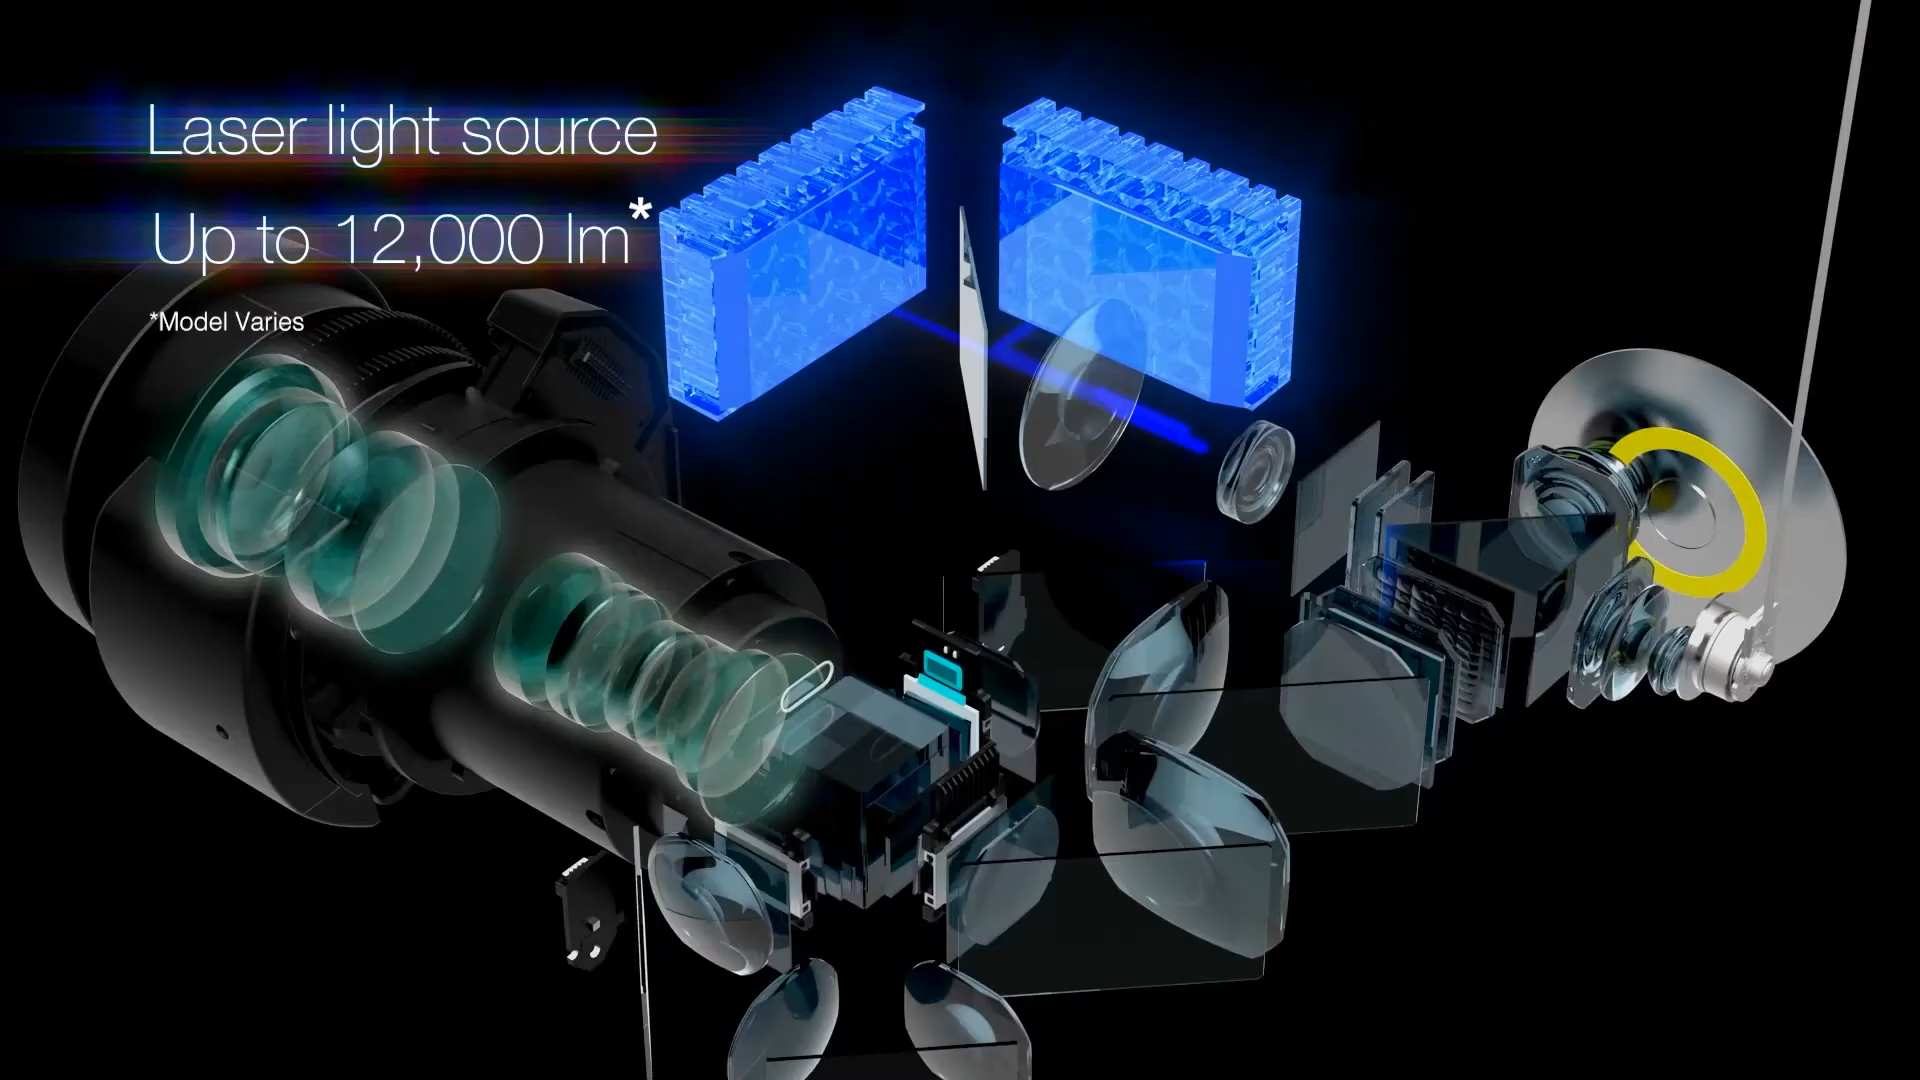 Laser light source
Up to 12,000 lm*
*Model Varies